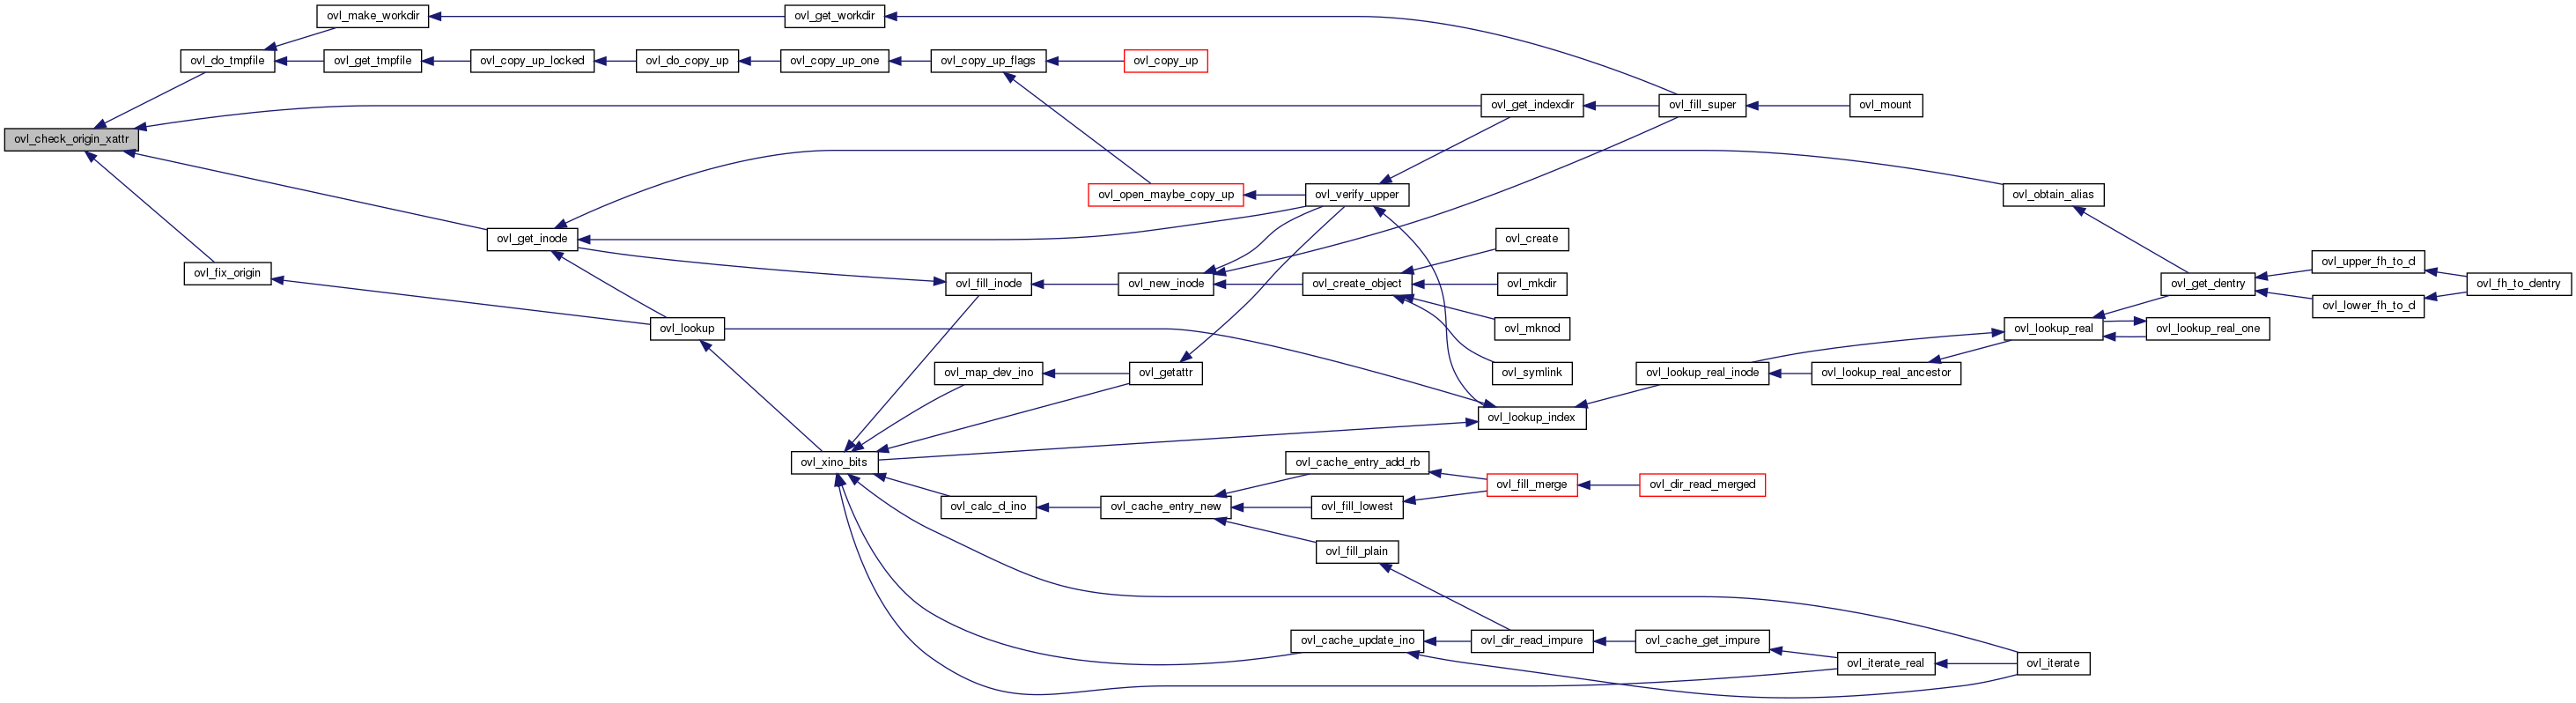 ovl_make_workdir
ovl_get_workdir
ovl_do_tmpfile
ovl_get_tmpfile
ovl_copy_up_locked
ovl_do_copy_up
ovl_copy_up_one
ovl_copy_up_flags
ovl_copy_up
ovl_get_indexdir
ovl_fill_super
ovl_mount
ovl_check_origin_xattr
ovl_open_maybe_copy_up
ovl_verify_upper
ovl_obtain_alias
ovl_get_inode
ovl_create
ovl_fix_origin
ovl_fill_inode
ovl_new_inode
ovl_create_object
ovl_mkdir
ovl_get_dentry
ovl_upper_fh_to_d
ovl_fh_to_dentry
ovl_lower_fh_to_d
ovl_lookup
ovl_mknod
ovl_lookup_real
ovl_lookup_real_one
ovl_map_dev_ino
ovl_getattr
ovl_symlink
ovl_lookup_real_inode
ovl_lookup_real_ancestor
ovl_lookup_index
ovl_xino_bits
ovl_cache_entry_add_rb
ovl_fill_merge
ovl_dir_read_merged
ovl_calc_d_ino
ovl_cache_entry_new
ovl_fill_lowest
ovl_fill_plain
ovl_cache_update_ino
ovl_dir_read_impure
ovl_cache_get_impure
ovl_iterate_real
ovl_iterate